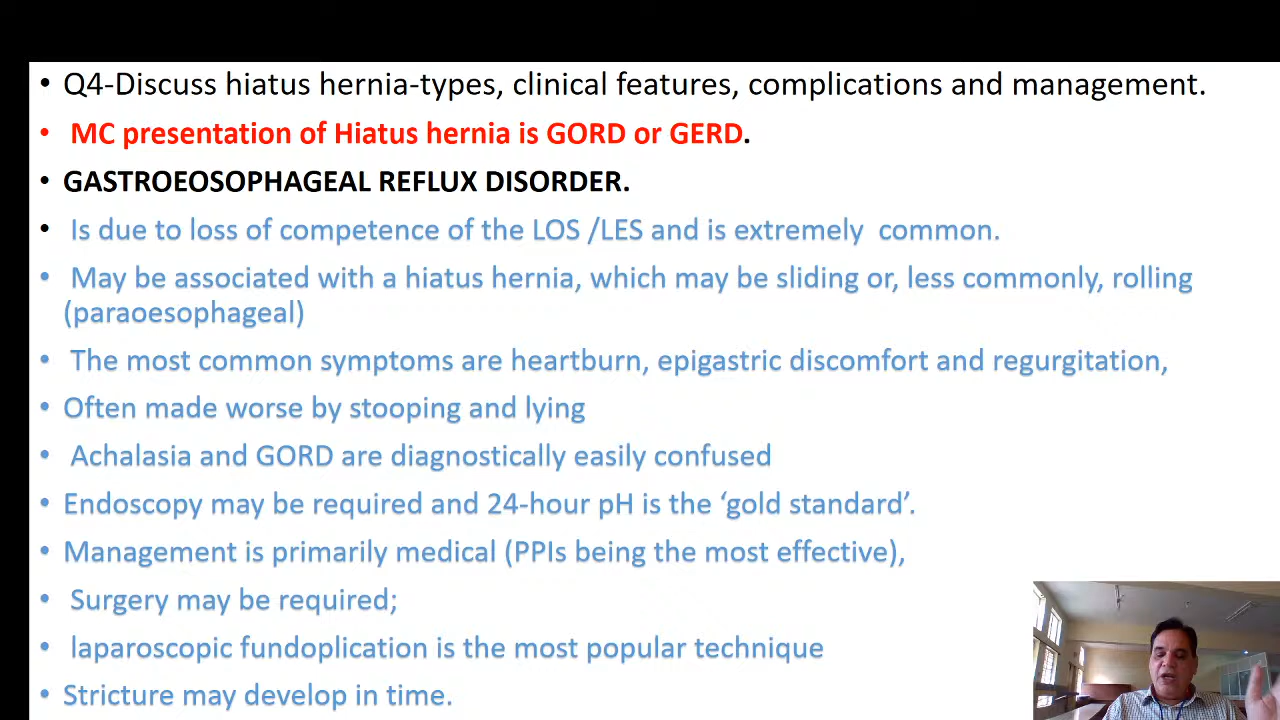 • Q4-Discuss hiatus hernia-types, clinical features, complications and management.
• MC presentation of Hiatus hernia is GORD or GERD.
• GASTROEOSOPHAGEAL REFLUX DISORDER.
• Is due to loss of competence of the LOS /LES and is extremely common.
• May be associated with a hiatus hernia, which may be sliding or, less commonly, rolling
(paraoesophageal)
• The most common symptoms are heartburn, epigastric discomfort and regurgitation,
• Often made worse by stooping and lying
• Achalasia and GORD are diagnostically easily confused
• Endoscopy may be required and 24-hour pH is the ‘gold standard’.
• Management is primarily medical (PPIs being the most effective),
• Surgery may be required;
• laparoscopic fundoplication is the most popular technique
• Stricture may develop in time.